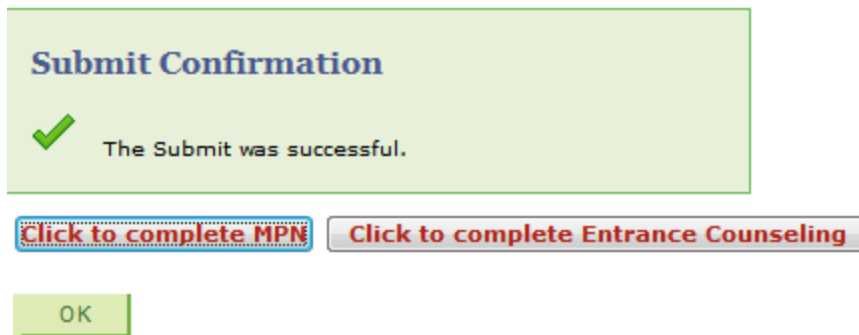 Submit Confirmation
The Submit was successful.
Click to complete MPN Click to complete Entrance Counseling
OK